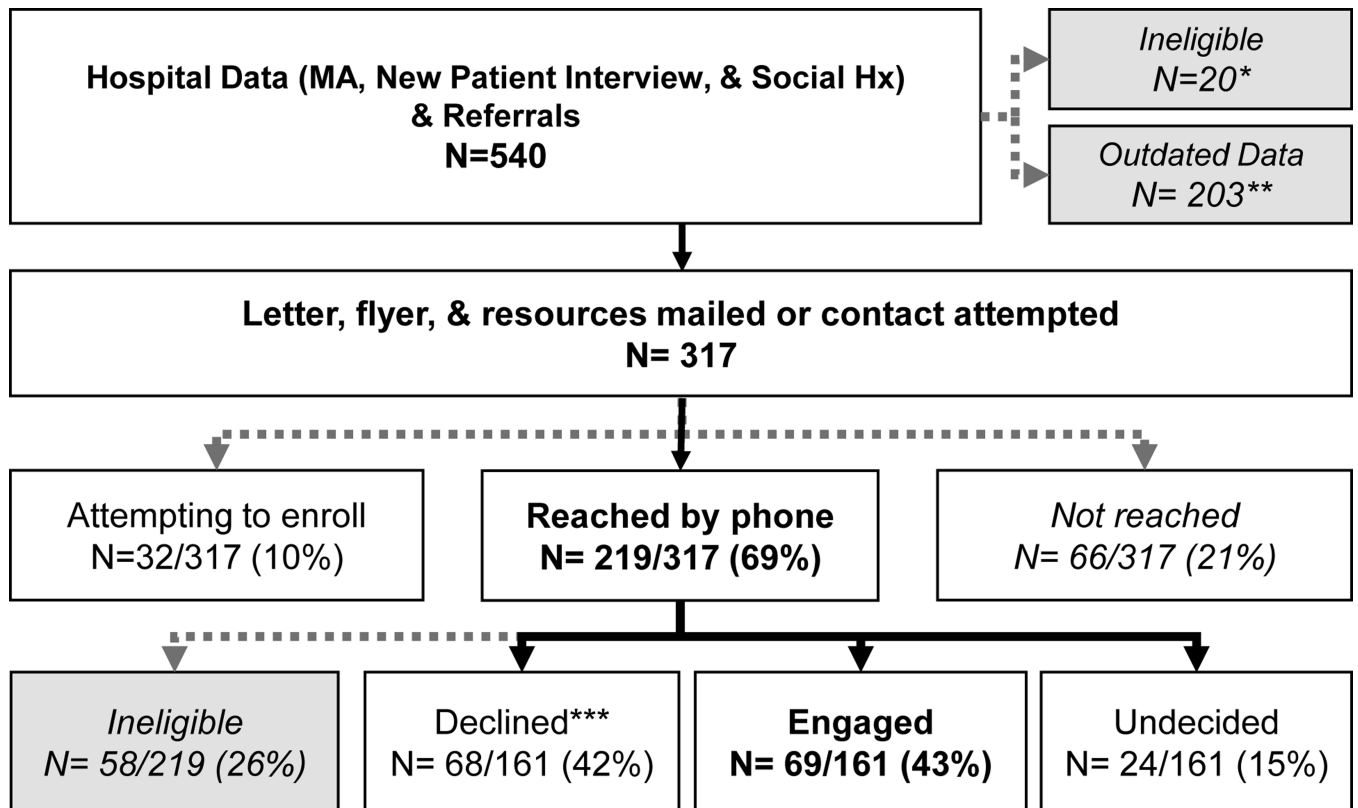 Hospital Data (MA, New Patient Interview, & Social Hx)
& Referrals
N=540
Ineligible
N=20*
Outdated Data
N= 203**
Letter, flyer, & resources mailed or contact attempted
N= 317
Attempting to enroll
N=32/317 (10%)
Reached by phone
N= 219/317 (69%)
Not reached
N= 66/317 (21%)
Ineligible
N= 58/219 (26%)
Declined***
N= 68/161 (42%)
Engaged
N= 69/161 (43%)
Undecided
N= 24/161 (15%)